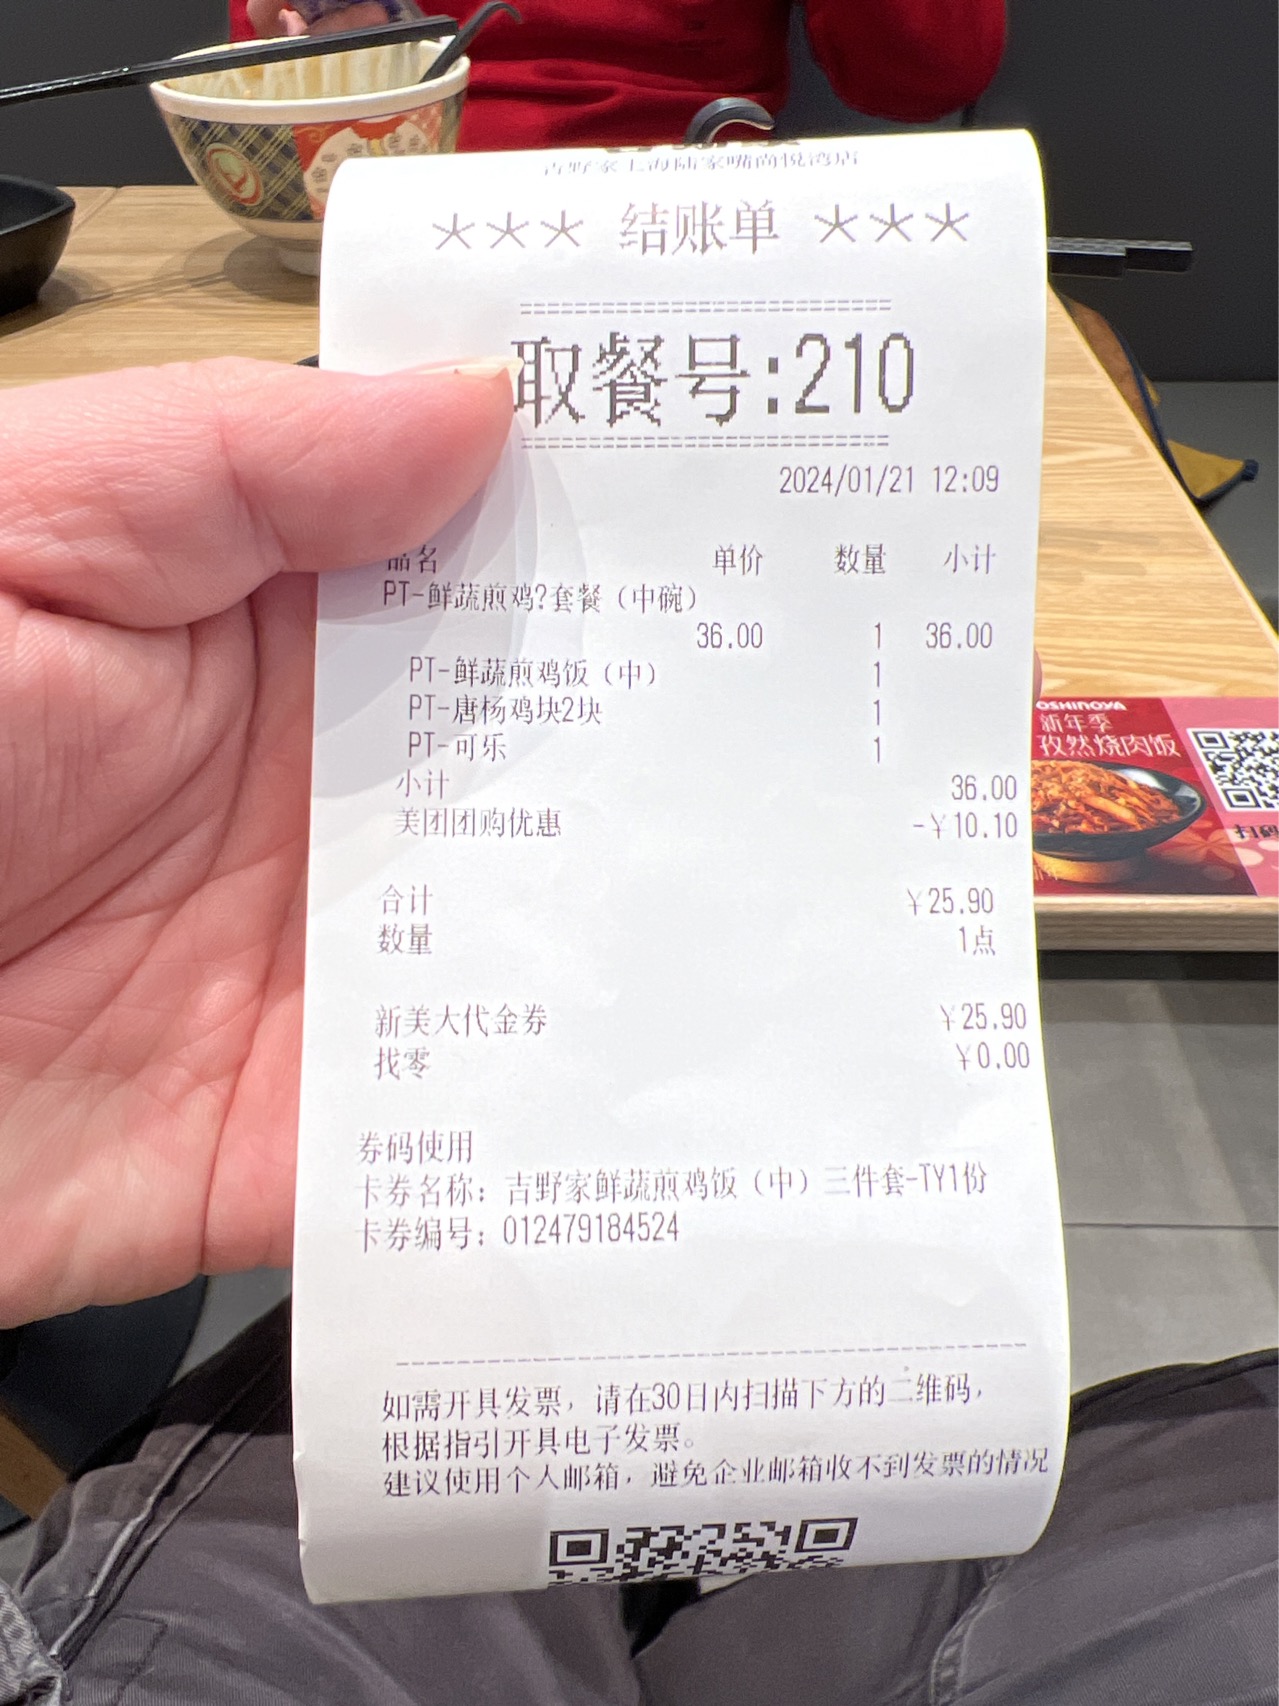 吉野家上海陆家嘴尚悦湾店
*** 结账单 ***
============================
取餐号:210
============================
2024/01/21 12:09
品名 单价 数量 小计
PT-鲜蔬煎鸡?套餐（中碗）
36.00 1 36.00
PT-鲜蔬煎鸡饭（中） 1
PT-唐杨鸡块2块 1
PT-可乐 1
小计 36.00
美团团购优惠 -¥10.10
合计 ¥25.90
数量 1点
新美大代金券 ¥25.90
找零 ¥0.00
券码使用
卡券名称：吉野家鲜蔬煎鸡饭（中）三件套-TY1份
卡券编号：012479184524
如需开具发票，请在30日内扫描下方的二维码，
根据指引开具电子发票。
建议使用个人邮箱，避免企业邮箱收不到发票的情况
新年季
孜然烧肉饭
扫码